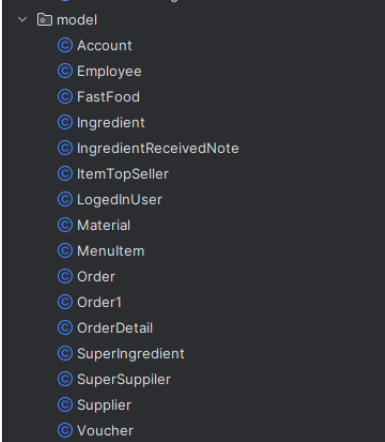 model
Account
Employee
FastFood
Ingredient
IngredientReceivedNote
ItemTopSeller
LogedInUser
Material
MenuItem
Order
Order1
OrderDetail
SuperIngredient
SuperSuppiler
Supplier
Voucher